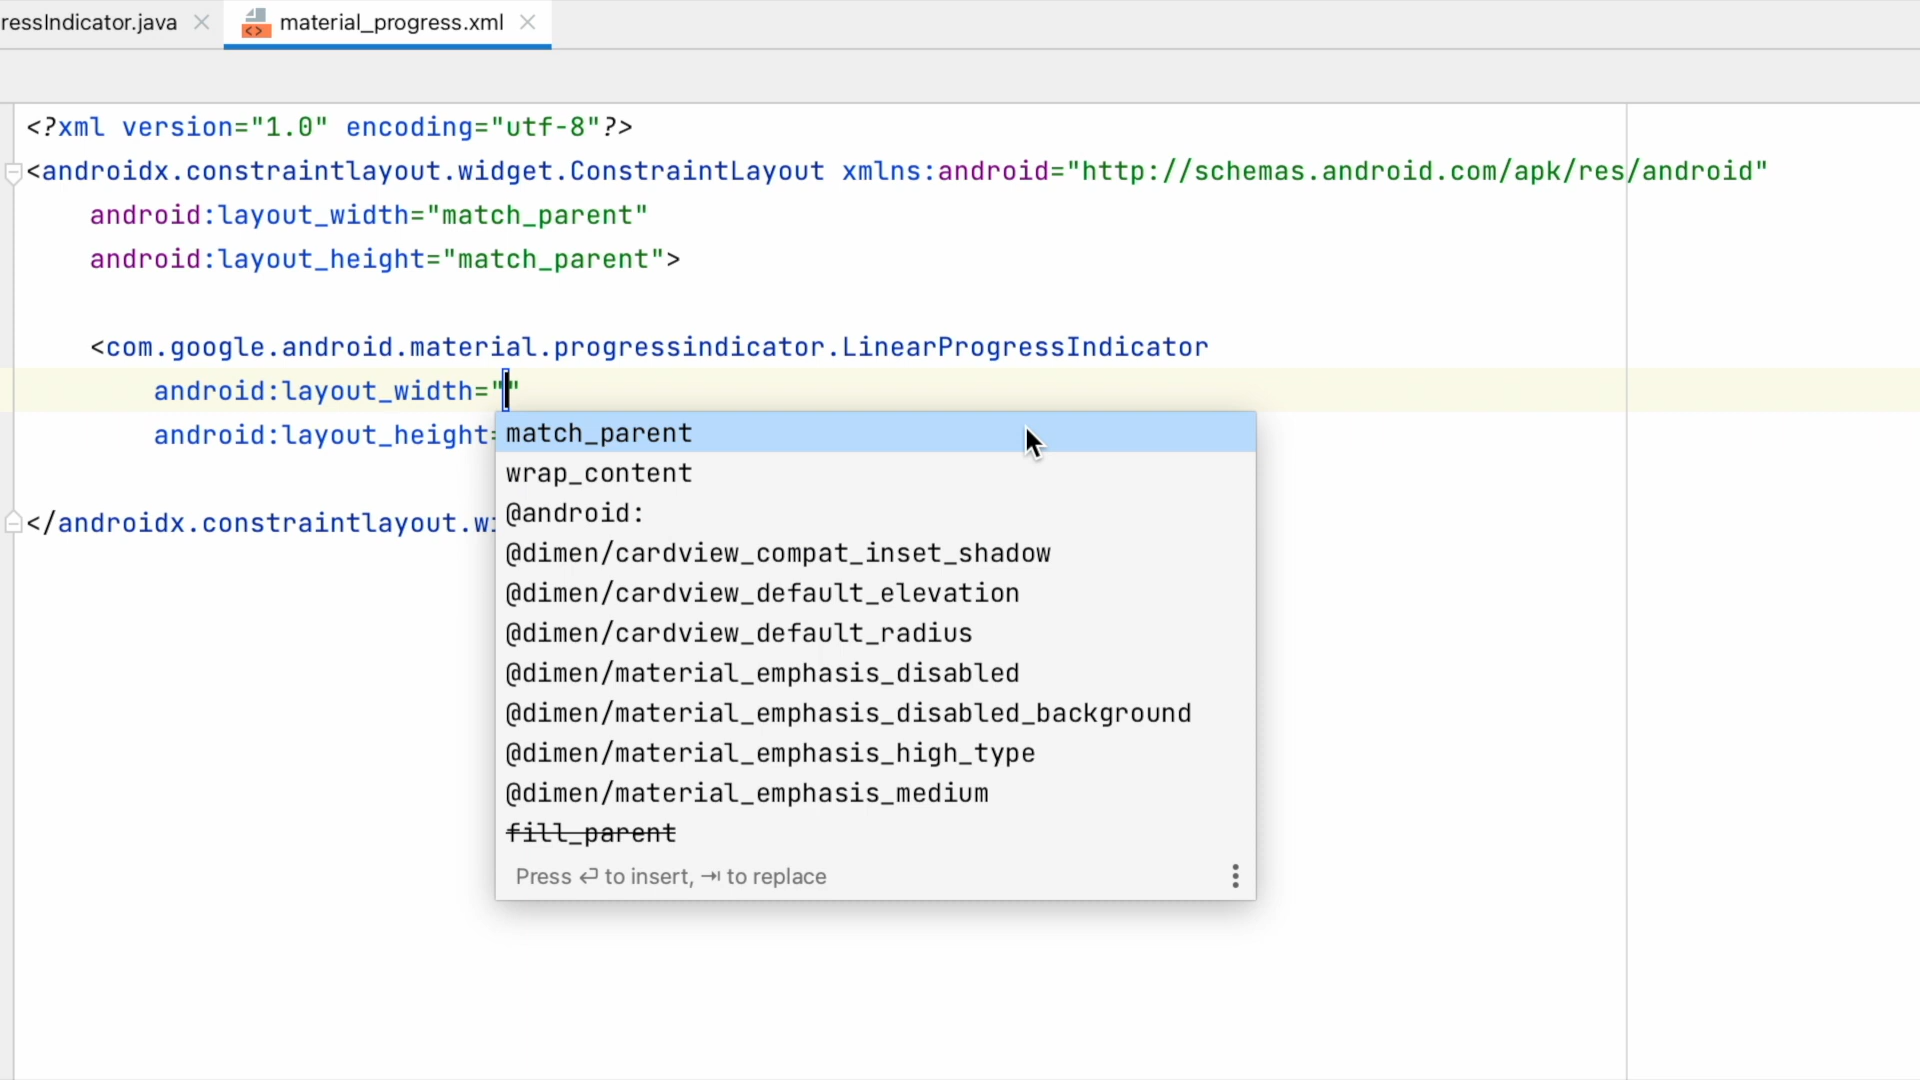 ressIndicator.java
material_progress.xml
<?xml version="1.0" encoding="utf-8"?>
<androidx.constraintlayout.widget.ConstraintLayout xmlns:android="http://schemas.android.com/apk/res/android"
android:layout_width="match_parent"
android:layout_height="match_parent">
<com.google.android.material.progressindicator.LinearProgressIndicator
android:layout_width=""
android:layout_height=
match_parent
wrap_content
@android:
@dimen/cardview_compat_inset_shadow
</androidx.constraintlayout.wi
@dimen/cardview_default_elevation
@dimen/cardview_default_radius
@dimen/material_emphasis_disabled
@dimen/material_emphasis_disabled_background
@dimen/material_emphasis_high_type
@dimen/material_emphasis_medium
fill_parent
Press ↵ to insert, ⇥ to replace